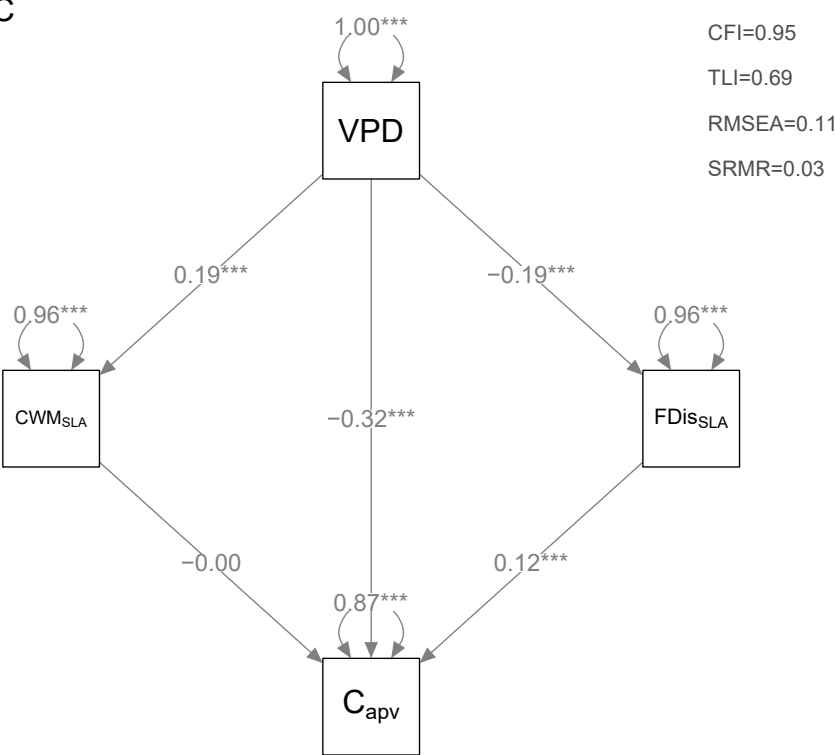 C
1.00***
CFI=0.95
TLI=0.69
RMSEA=0.11
SRMR=0.03
VPD
0.19***
−0.19***
0.96***
0.96***
CWMSLA
−0.32***
FDisSLA
−0.00
0.12***
0.87***
Capv